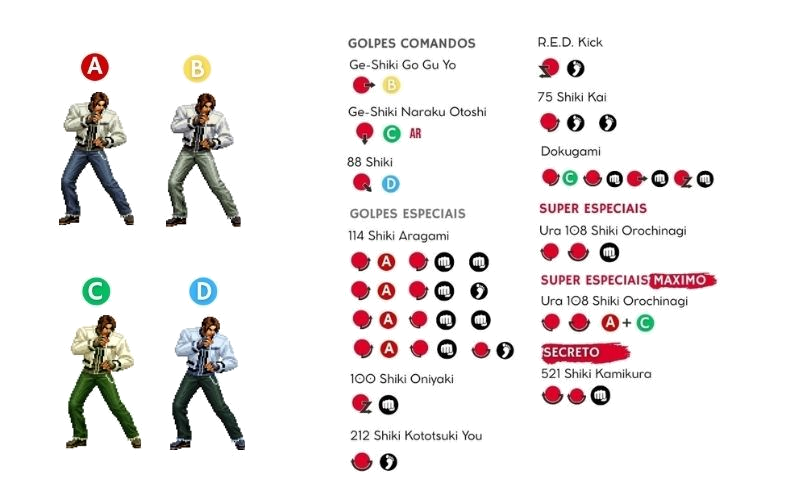 A
B
C
D
GOLPES COMANDOS
Ge-Shiki Go Gu Yo
B
Ge-Shiki Naraku Otoshi
C AR
88 Shiki
D
GOLPES ESPECIAIS
114 Shiki Aragami
A
A
A
A
100 Shiki Oniyaki
212 Shiki Kototsuki You
R.E.D. Kick
75 Shiki Kai
Dokugami
C
SUPER ESPECIAIS
Ura 108 Shiki Orochinagi
SUPER ESPECIAIS MAXIMO
Ura 108 Shiki Orochinagi
A + C
SECRETO
521 Shiki Kamikura